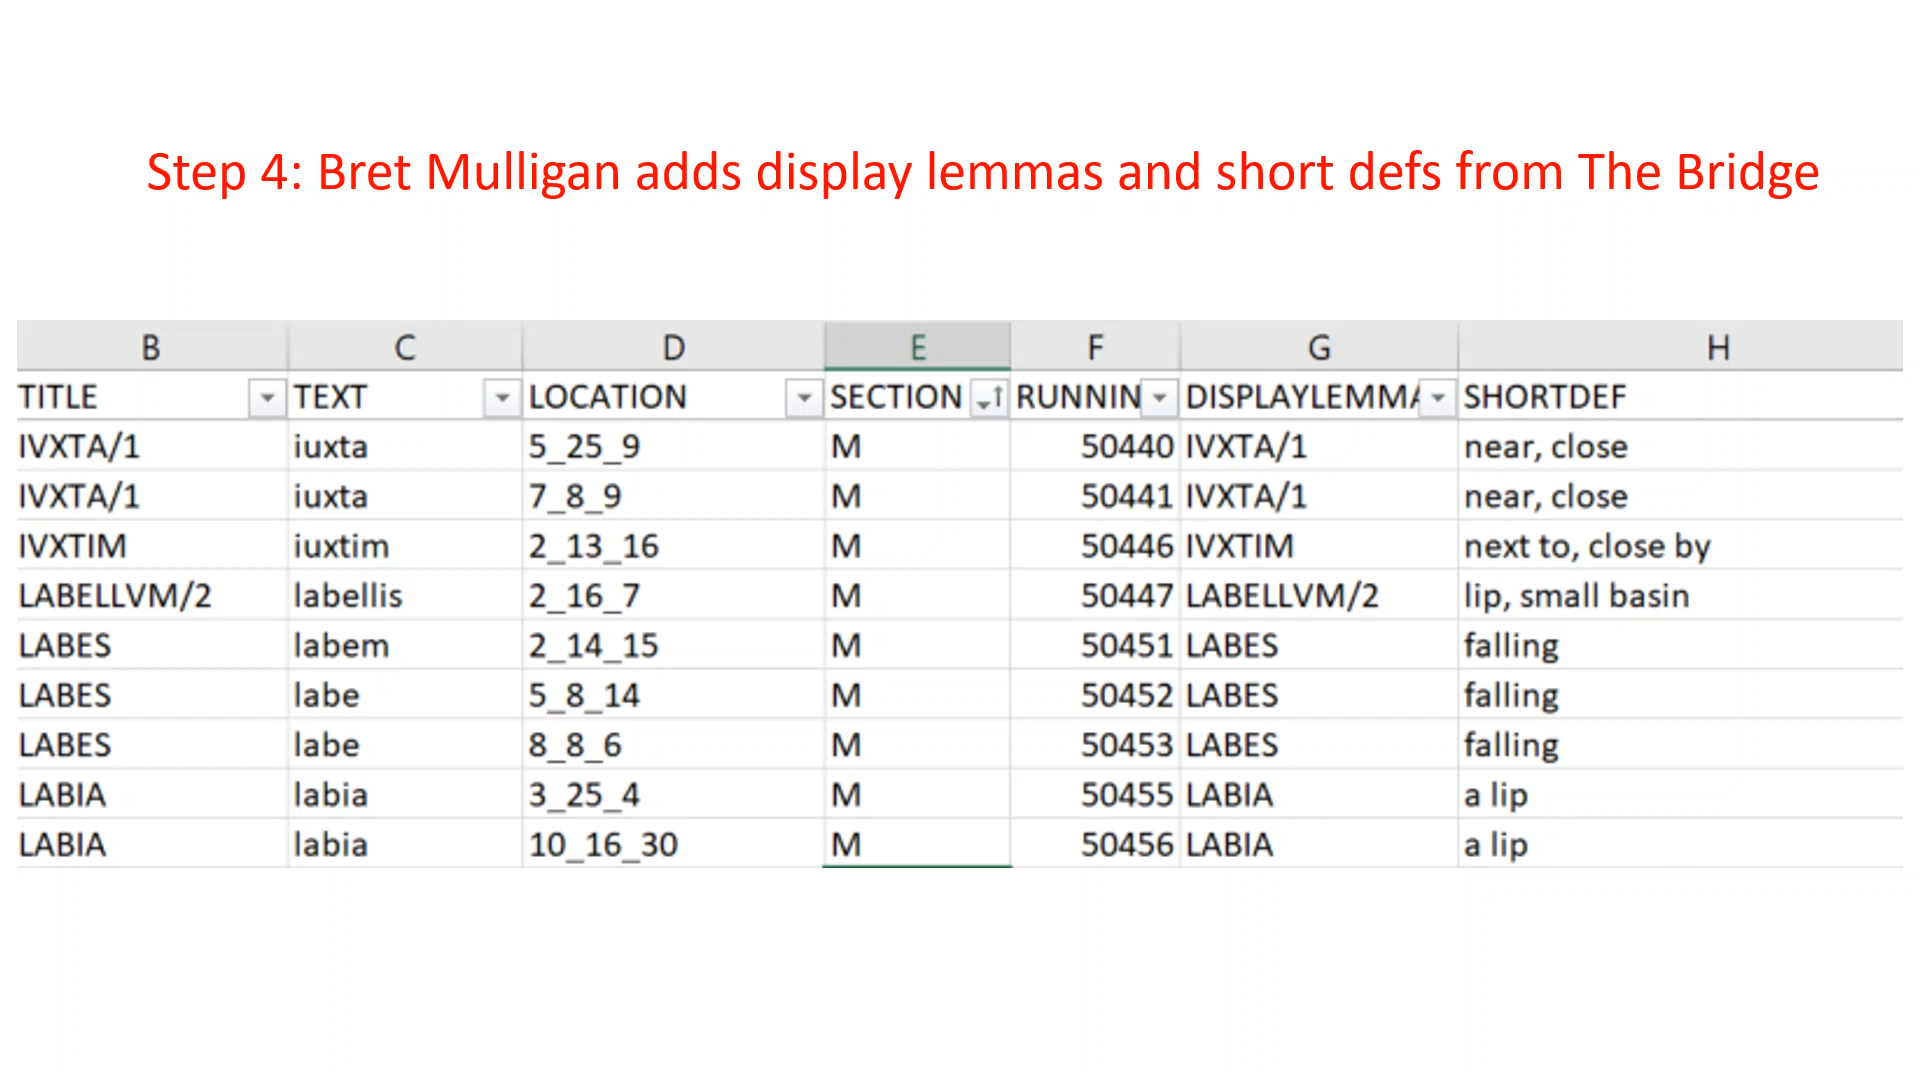 Step 4: Bret Mulligan adds display lemmas and short defs from The Bridge
B C D E F G H
TITLE TEXT LOCATION SECTION RUNNIN DISPLAYLEMMA SHORTDEF
IVXTA/1 iuxta 5_25_9 M 50440 IVXTA/1 near, close
IVXTA/1 iuxta 7_8_9 M 50441 IVXTA/1 near, close
IVXTIM iuxtim 2_13_16 M 50446 IVXTIM next to, close by
LABELLVM/2 labellis 2_16_7 M 50447 LABELLVM/2 lip, small basin
LABES labem 2_14_15 M 50451 LABES falling
LABES labe 5_8_14 M 50452 LABES falling
LABES labe 8_8_6 M 50453 LABES falling
LABIA labia 3_25_4 M 50455 LABIA a lip
LABIA labia 10_16_30 M 50456 LABIA a lip